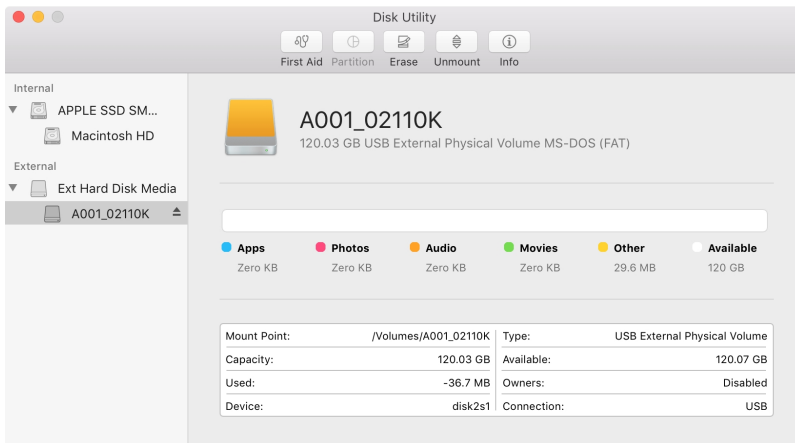 Disk Utility
First Aid Partition Erase Unmount Info
Internal
APPLE SSD SM...
Macintosh HD
External
Ext Hard Disk Media
A001_02110K
A001_02110K
120.03 GB USB External Physical Volume MS-DOS (FAT)
Apps Photos Audio Movies Other Available
Zero KB Zero KB Zero KB Zero KB 29.6 MB 120 GB
Mount Point: /Volumes/A001_02110K Type: USB External Physical Volume
Capacity: 120.03 GB Available: 120.07 GB
Used: -36.7 MB Owners: Disabled
Device: disk2s1 Connection: USB